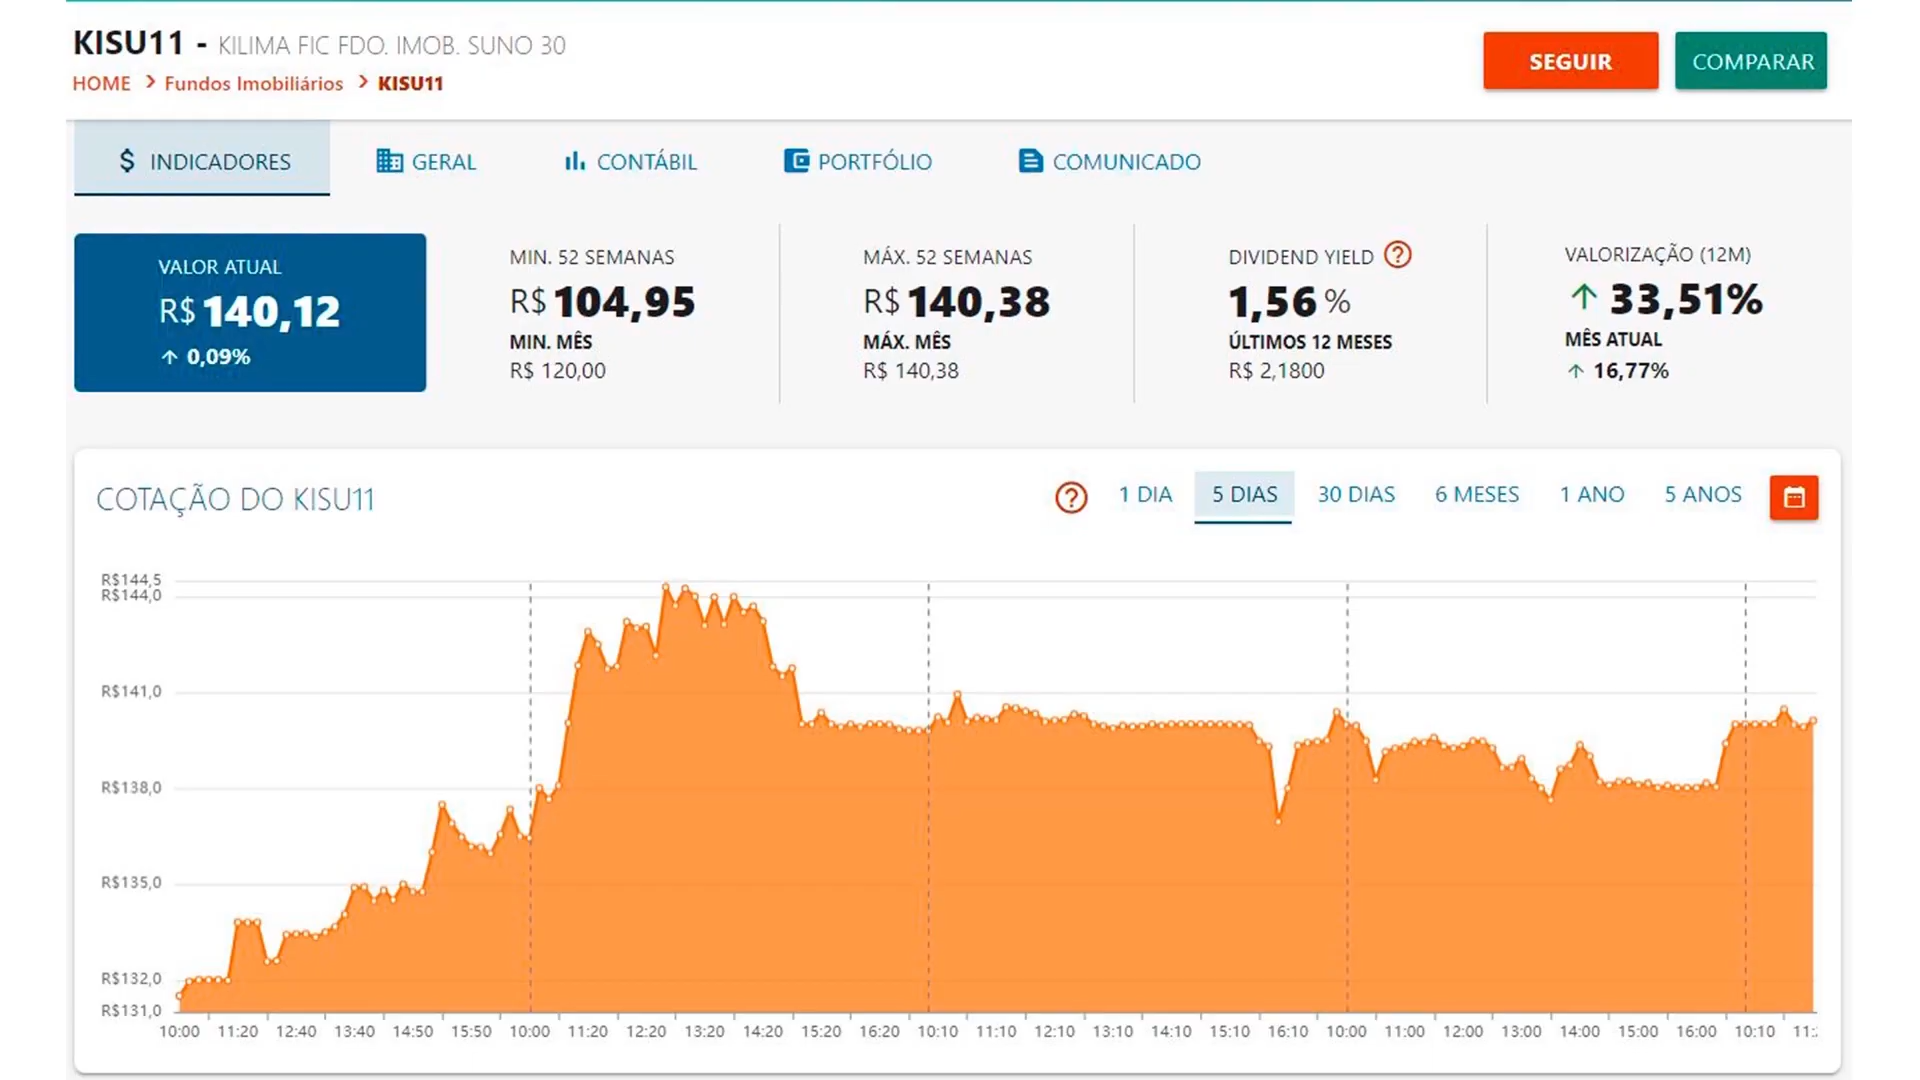 KISU11 - KILIMA FIC FDO. IMOB. SUNO 30
HOME > Fundos Imobiliários > KISU11
SEGUIR
COMPARAR
$ INDICADORES
GERAL
CONTÁBIL
PORTFÓLIO
COMUNICADO
VALOR ATUAL
R$ 140,12
↑ 0,09%
MIN. 52 SEMANAS
R$ 104,95
MIN. MÊS
R$ 120,00
MÁX. 52 SEMANAS
R$ 140,38
MÁX. MÊS
R$ 140,38
DIVIDEND YIELD ?
1,56 %
ÚLTIMOS 12 MESES
R$ 2,1800
VALORIZAÇÃO (12M)
↑ 33,51%
MÊS ATUAL
↑ 16,77%
COTAÇÃO DO KISU11
? 1 DIA 5 DIAS 30 DIAS 6 MESES 1 ANO 5 ANOS
R$144,5
R$144,0
R$141,0
R$138,0
R$135,0
R$132,0
R$131,0
10:00 11:20 12:40 13:40 14:50 15:50 10:00 11:20 12:20 13:20 14:20 15:20 16:20 10:10 11:10 12:10 13:10 14:10 15:10 16:10 10:00 11:00 12:00 13:00 14:00 15:00 16:00 10:10